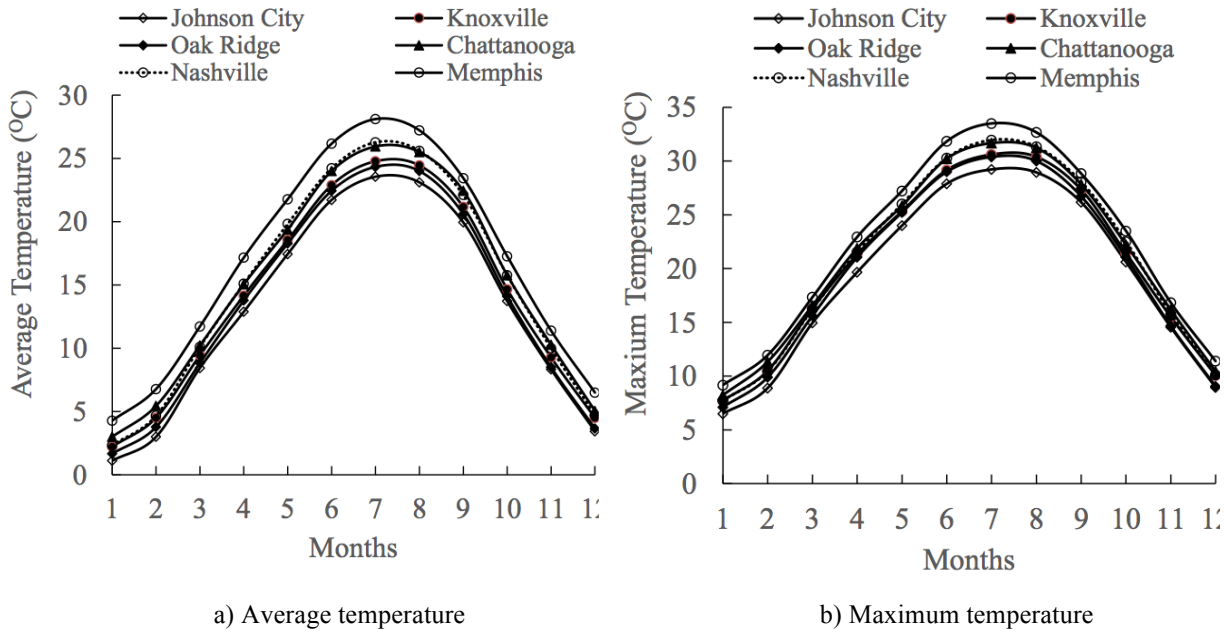 Johnson City Knoxville
Oak Ridge Chattanooga
Nashville Memphis
Average Temperature (OC)
30
25
20
15
10
5
0
1 2 3 4 5 6 7 8 9 10 11 12
Months
a) Average temperature
Johnson City Knoxville
Oak Ridge Chattanooga
Nashville Memphis
Maxium Temperature (OC)
35
30
25
20
15
10
5
0
1 2 3 4 5 6 7 8 9 10 11 12
Months
b) Maximum temperature